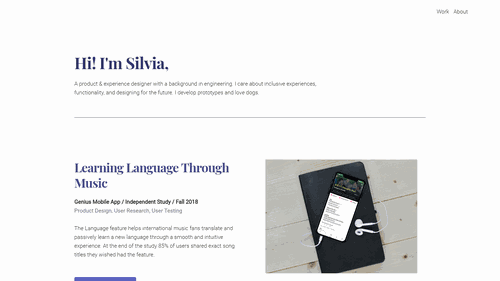 Work About
Hi! I'm Silvia,
A product & experience designer with a background in engineering. I care about inclusive experiences,
functionality, and designing for the future. I develop prototypes and love dogs.
Learning Language Through
Music
Genius Mobile App / Independent Study / Fall 2018
Product Design, User Research, User Testing
The Language feature helps international music fans translate and
passively learn a new language through a smooth and intuitive
experience. At the end of the study 85% of users shared exact song
titles they wished had the feature.